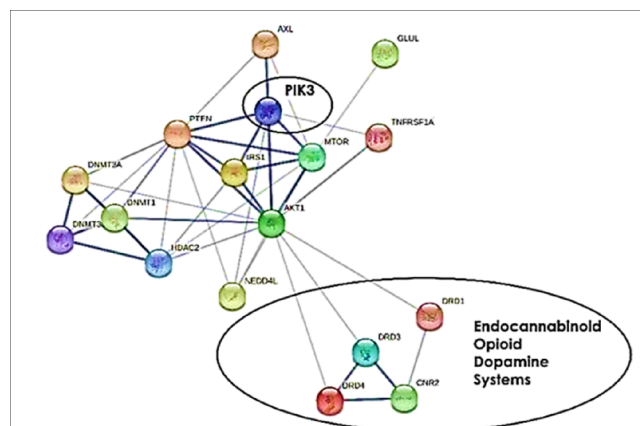 AXL
GLUL
PIK3
PTEN
TNFRSF1A
MTOR
IRS1
DNMT3A
DNMT1
AKT1
DNMT3
HDAC2
NEDD4L
DRD1
Endocannabinoid
Opioid
Dopamine
Systems
DRD3
DRD4
CNR2